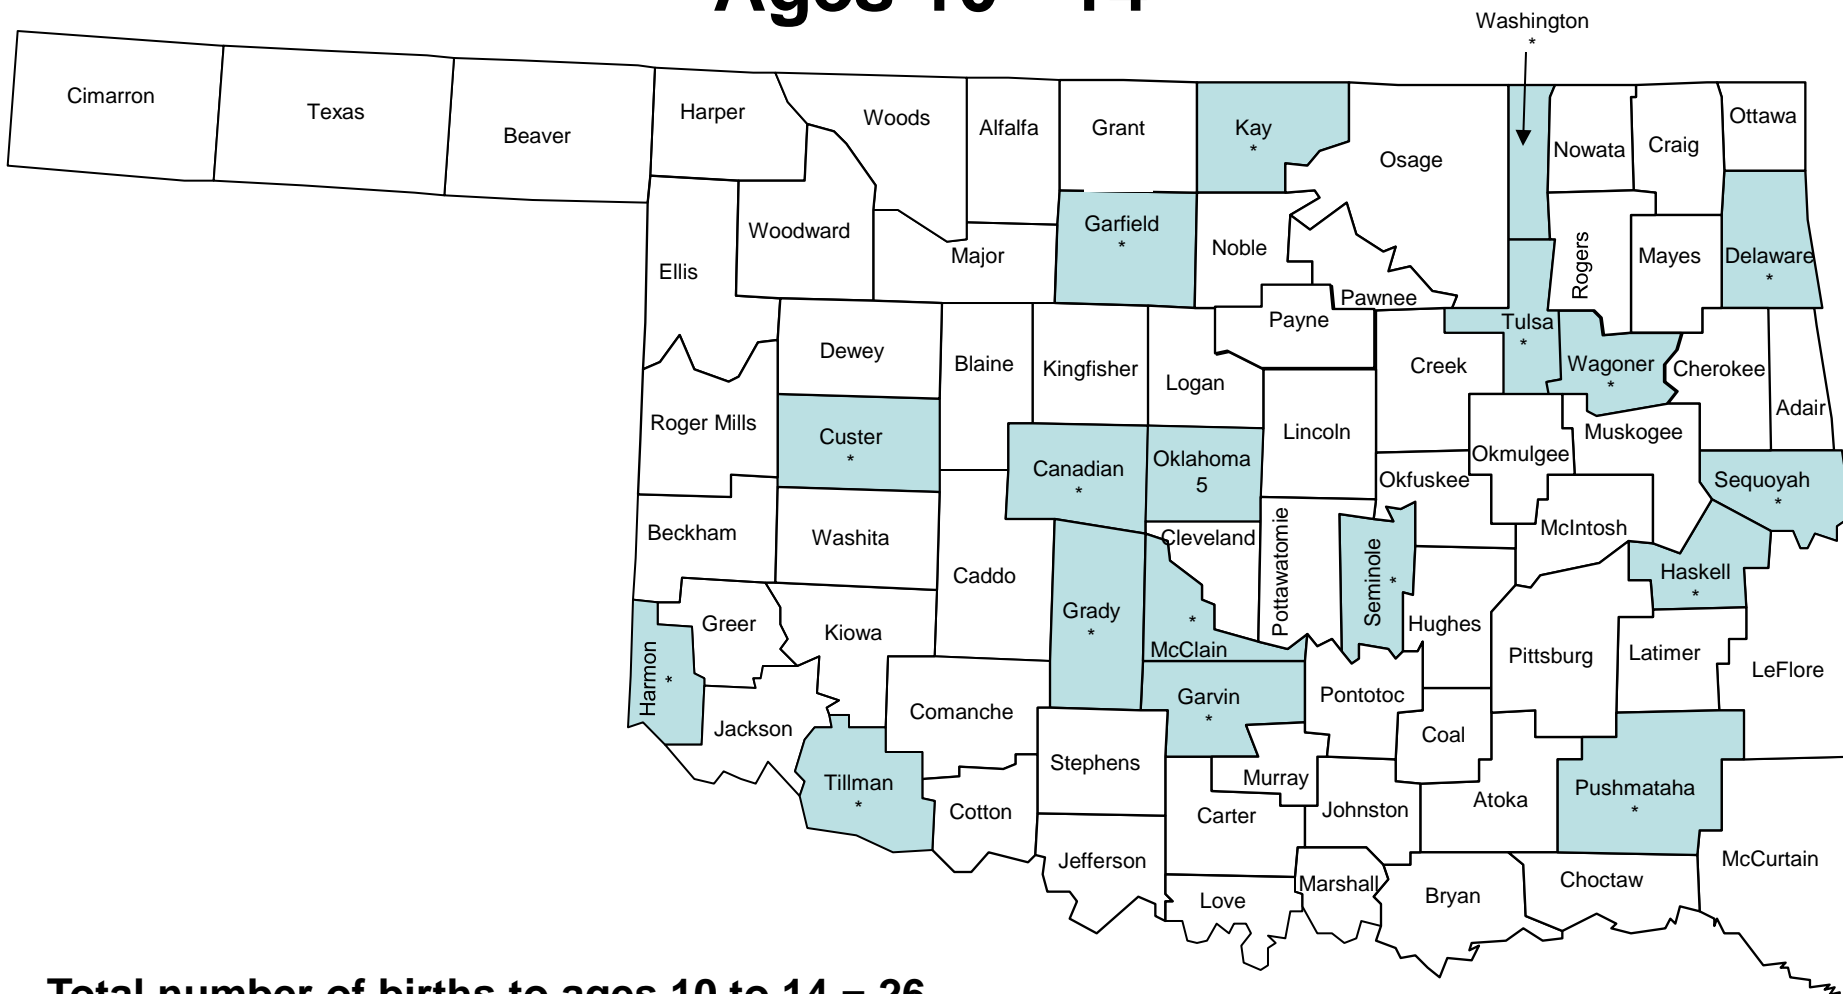 Ages 10 - 14
Washington
*
Cimarron
Texas
Beaver
Harper
Woods
Alfalfa
Grant
Kay
*
Osage
Nowata
Craig
Ottawa
Woodward
Ellis
Major
Garfield
*
Noble
Pawnee
Rogers
Mayes
Delaware
*
Dewey
Blaine
Kingfisher
Logan
Payne
Creek
Tulsa
*
Wagoner
*
Cherokee
Adair
Roger Mills
Custer
*
Canadian
*
Oklahoma
5
Lincoln
Okmulgee
Muskogee
Okfuskee
Sequoyah
*
Beckham
Washita
Caddo
Cleveland
Pottawatomie
Seminole
*
McIntosh
Haskell
*
Harmon
*
Greer
Kiowa
Grady
*
*
McClain
Hughes
Pittsburg
Latimer
LeFlore
Jackson
Comanche
Garvin
*
Pontotoc
Coal
Tillman
*
Cotton
Stephens
Murray
Carter
Johnston
Atoka
Pushmataha
*
Jefferson
Love
Marshall
Bryan
Choctaw
McCurtain
Total number of births to ages 10 to 14 = 26